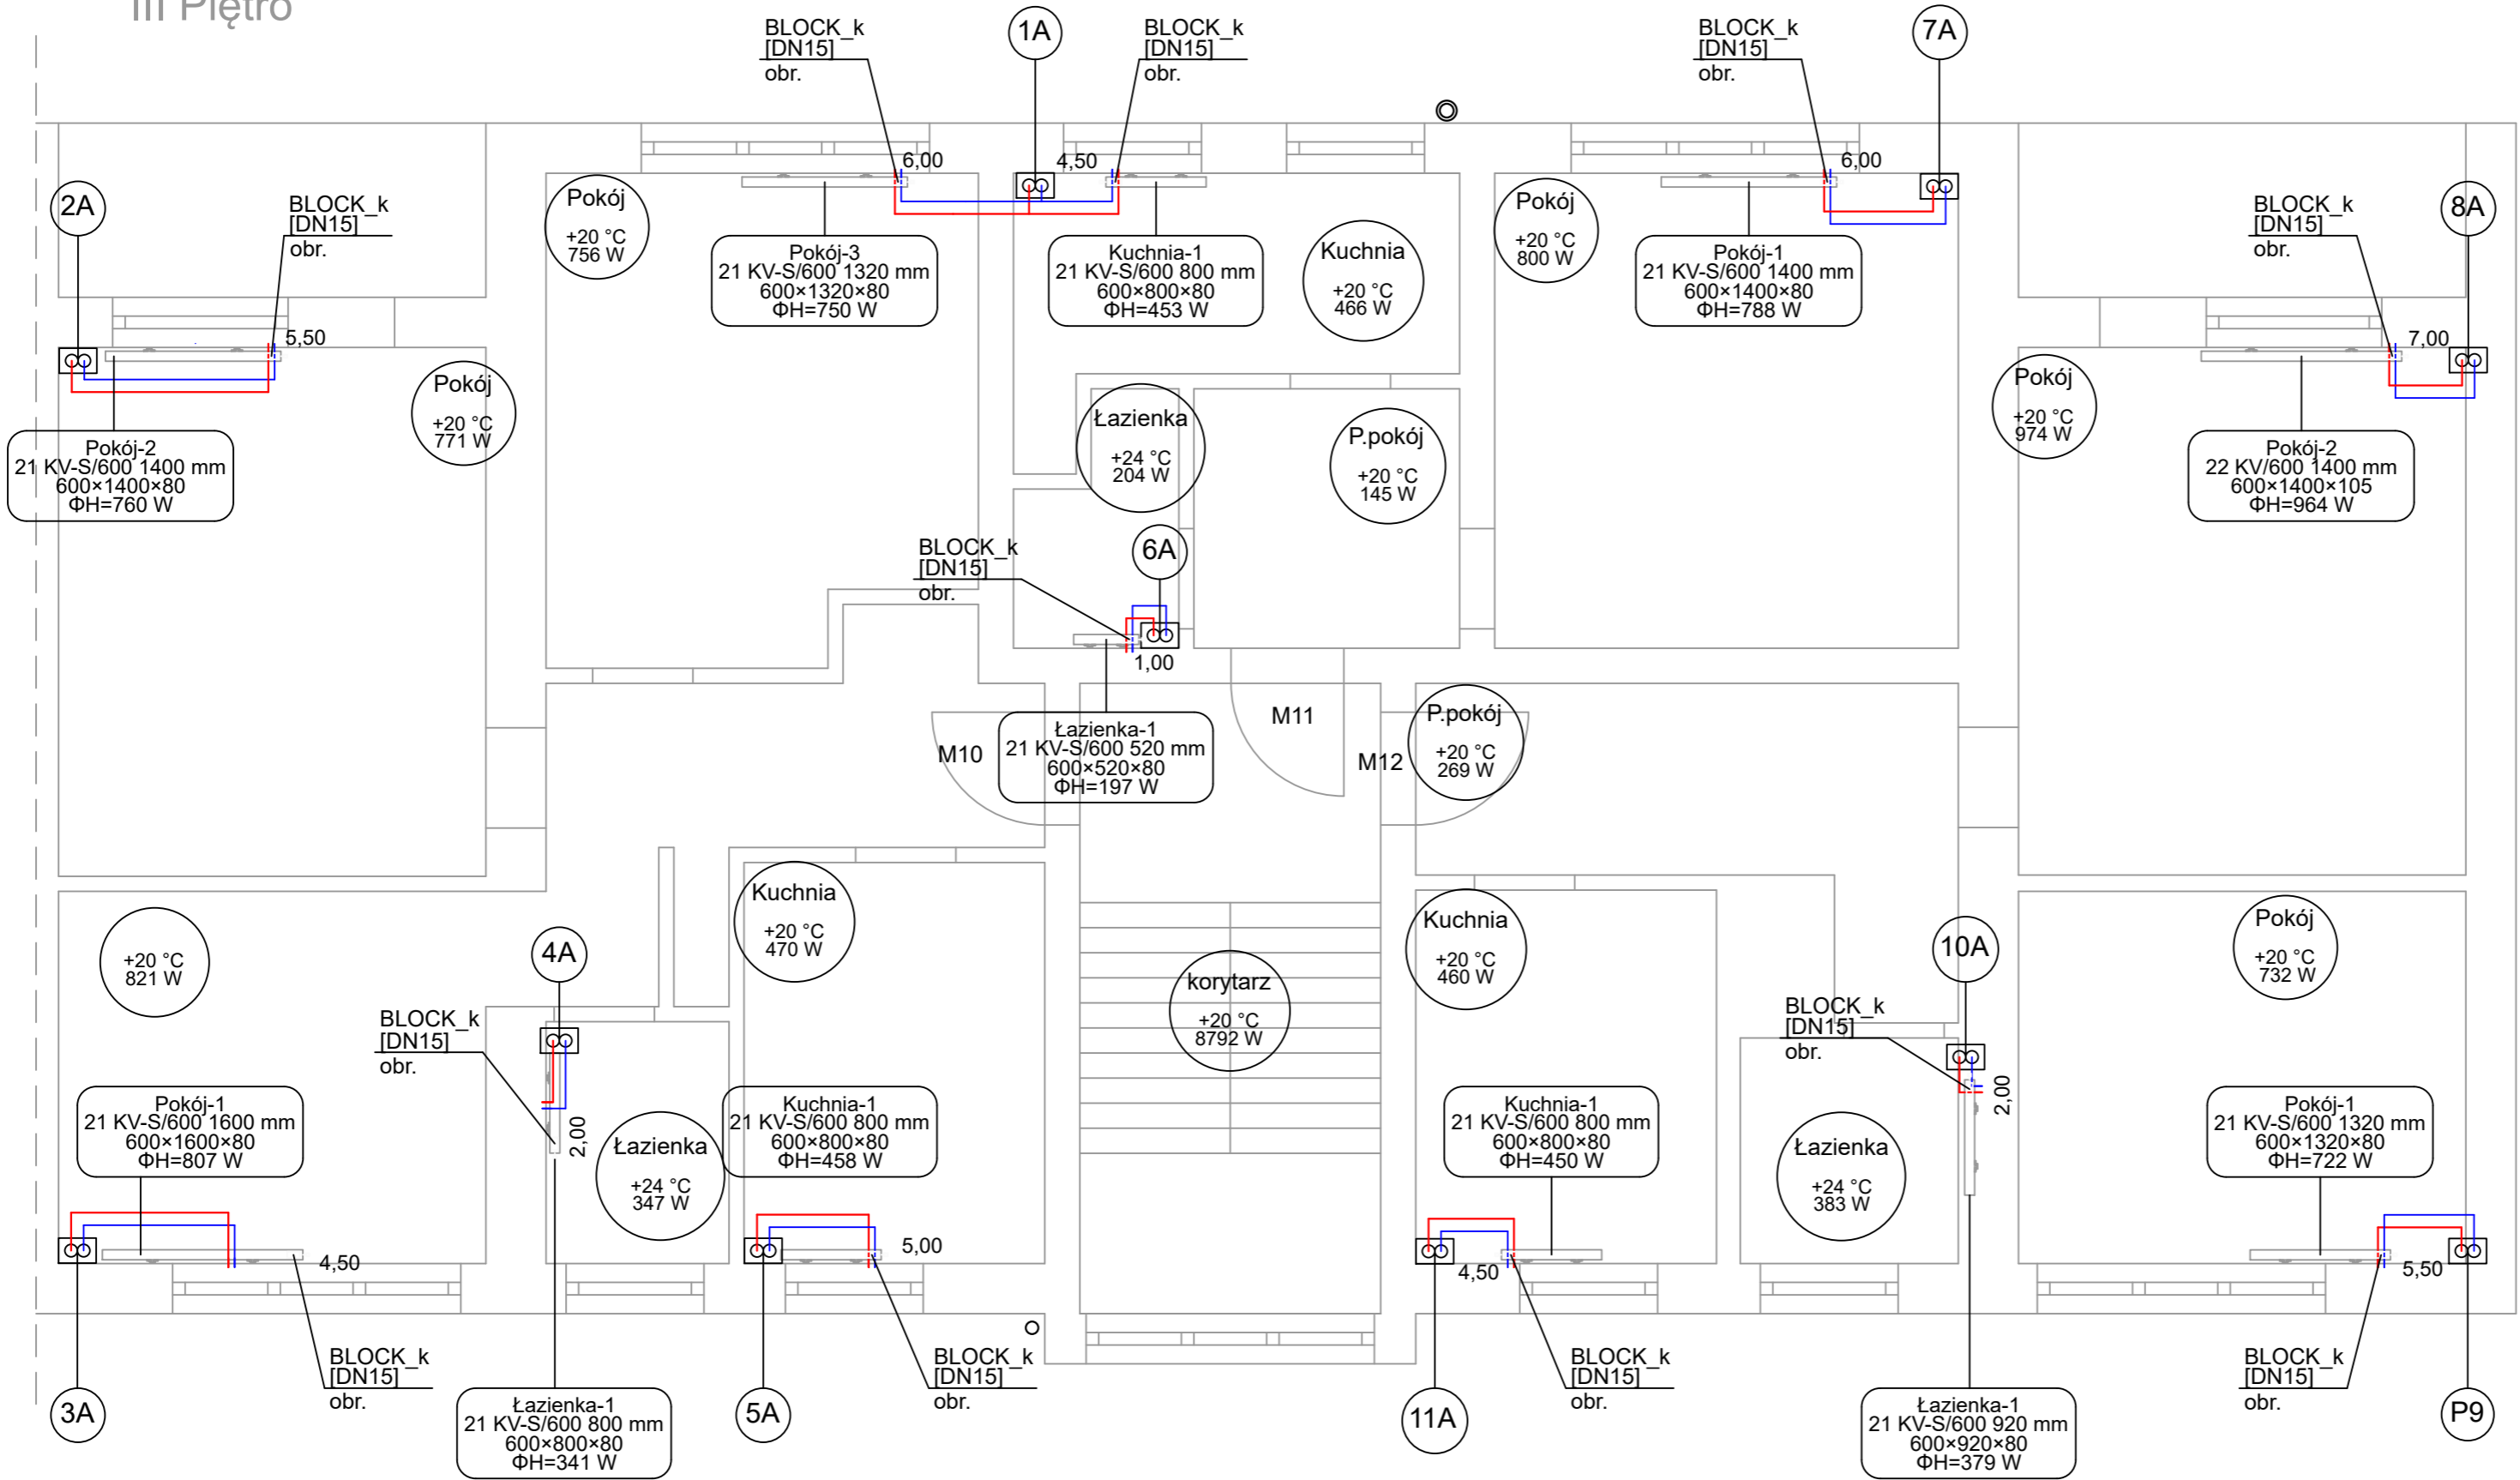 III Piętro
BLOCK_k
[DN15]
obr.
1A
BLOCK_k
[DN15]
obr.
BLOCK_k
[DN15]
obr.
7A
2A
BLOCK_k
[DN15]
obr.
5,50
Pokój
+20 °C
756 W
6,00
4,50
6,00
Pokój-3
21 KV-S/600 1320 mm
600×1320×80
ΦH=750 W
Kuchnia-1
21 KV-S/600 800 mm
600×800×80
ΦH=453 W
Kuchnia
+20 °C
466 W
Pokój
+20 °C
800 W
Pokój-1
21 KV-S/600 1400 mm
600×1400×80
ΦH=788 W
BLOCK_k
[DN15]
obr.
8A
7,00
Pokój
+20 °C
771 W
Pokój-2
21 KV-S/600 1400 mm
600×1400×80
ΦH=760 W
Łazienka
+24 °C
204 W
P.pokój
+20 °C
145 W
Pokój
+20 °C
974 W
Pokój-2
22 KV/600 1400 mm
600×1400×105
ΦH=964 W
BLOCK_k
[DN15]
obr.
6A
1,00
M10
Łazienka-1
21 KV-S/600 520 mm
600×520×80
ΦH=197 W
M11
M12
P.pokój
+20 °C
269 W
+20 °C
821 W
4A
BLOCK_k
[DN15]
obr.
2,00
Kuchnia
+20 °C
470 W
korytarz
+20 °C
8792 W
Kuchnia
+20 °C
460 W
10A
BLOCK_k
[DN15]
obr.
2,00
Pokój
+20 °C
732 W
Pokój-1
21 KV-S/600 1600 mm
600×1600×80
ΦH=807 W
Łazienka
+24 °C
347 W
Kuchnia-1
21 KV-S/600 800 mm
600×800×80
ΦH=458 W
Kuchnia-1
21 KV-S/600 800 mm
600×800×80
ΦH=450 W
Łazienka
+24 °C
383 W
Pokój-1
21 KV-S/600 1320 mm
600×1320×80
ΦH=722 W
4,50
5,00
4,50
5,50
3A
BLOCK_k
[DN15]
obr.
Łazienka-1
21 KV-S/600 800 mm
600×800×80
ΦH=341 W
5A
BLOCK_k
[DN15]
obr.
11A
BLOCK_k
[DN15]
obr.
Łazienka-1
21 KV-S/600 920 mm
600×920×80
ΦH=379 W
BLOCK_k
[DN15]
obr.
P9